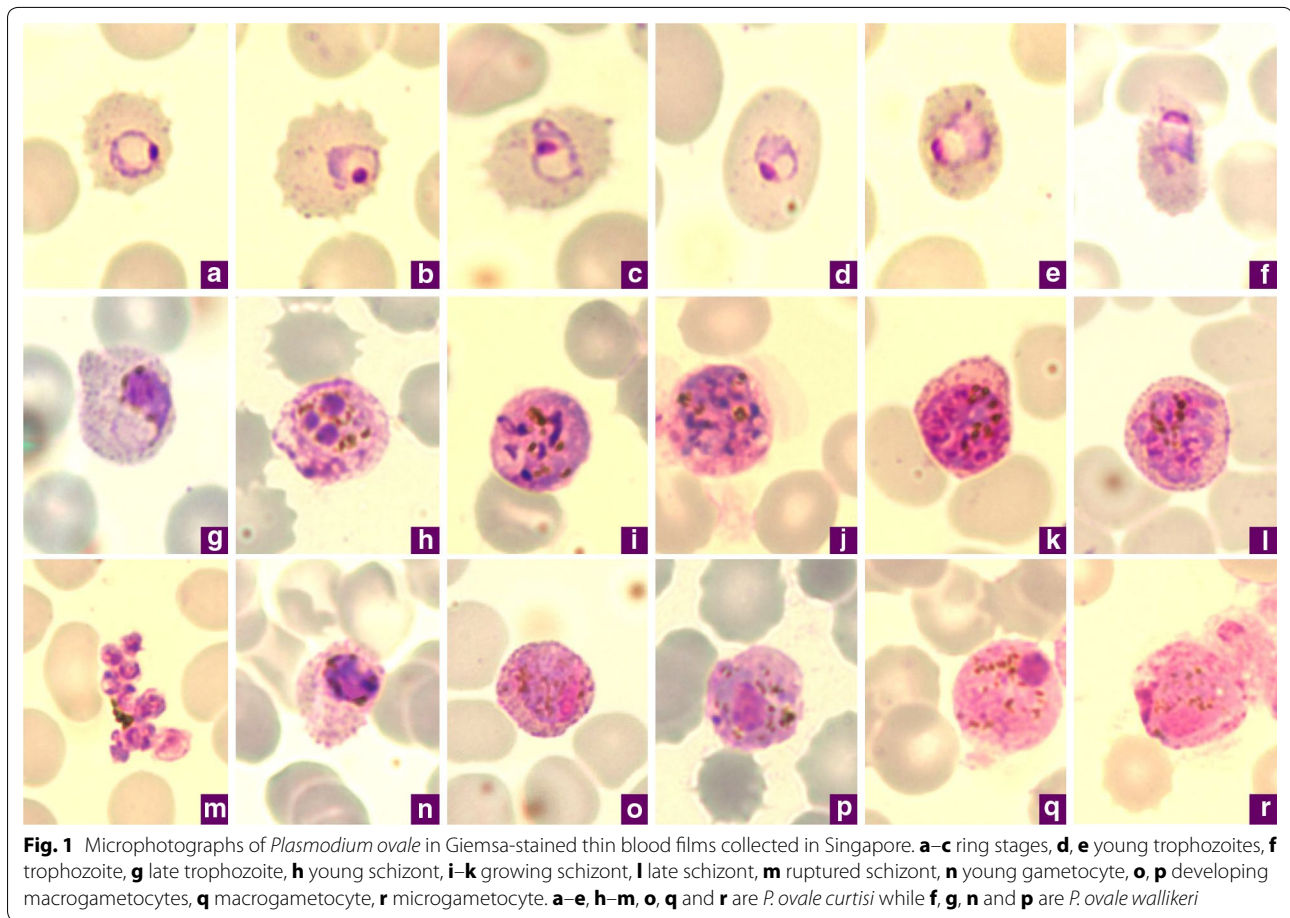 a
b
c
d
e
f
g
h
i
j
k
l
m
n
o
p
q
r
Fig. 1 Microphotographs of Plasmodium ovale in Giemsa-stained thin blood films collected in Singapore. a–c ring stages, d, e young trophozoites, f
trophozoite, g late trophozoite, h young schizont, i–k growing schizont, l late schizont, m ruptured schizont, n young gametocyte, o, p developing
macrogametocytes, q macrogametocyte, r microgametocyte. a–e, h–m, o, q and r are P. ovale curtisi while f, g, n and p are P. ovale wallikeri